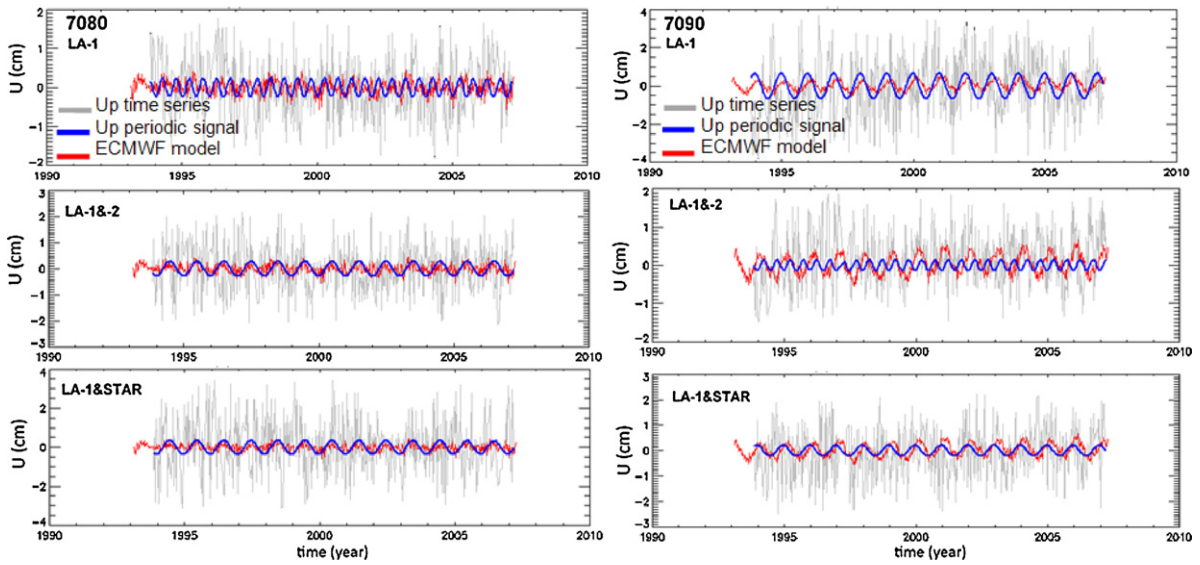 7080
LA-1
U (cm)
2
1
0
-1
-2
Up time series
Up periodic signal
ECMWF model
1990 1995 2000 2005 2010
7090
LA-1
U (cm)
4
2
0
-2
-4
Up time series
Up periodic signal
ECMWF model
1990 1995 2000 2005 2010
LA-1&-2
U (cm)
3
2
1
0
-1
-2
-3
1990 1995 2000 2005 2010
LA-1&-2
U (cm)
2
1
0
-1
-2
1990 1995 2000 2005 2010
LA-1&STAR
U (cm)
4
2
0
-2
-4
1990 1995 2000 2005 2010
time (year)
LA-1&STAR
U (cm)
3
2
1
0
-1
-2
-3
1990 1995 2000 2005 2010
time (year)